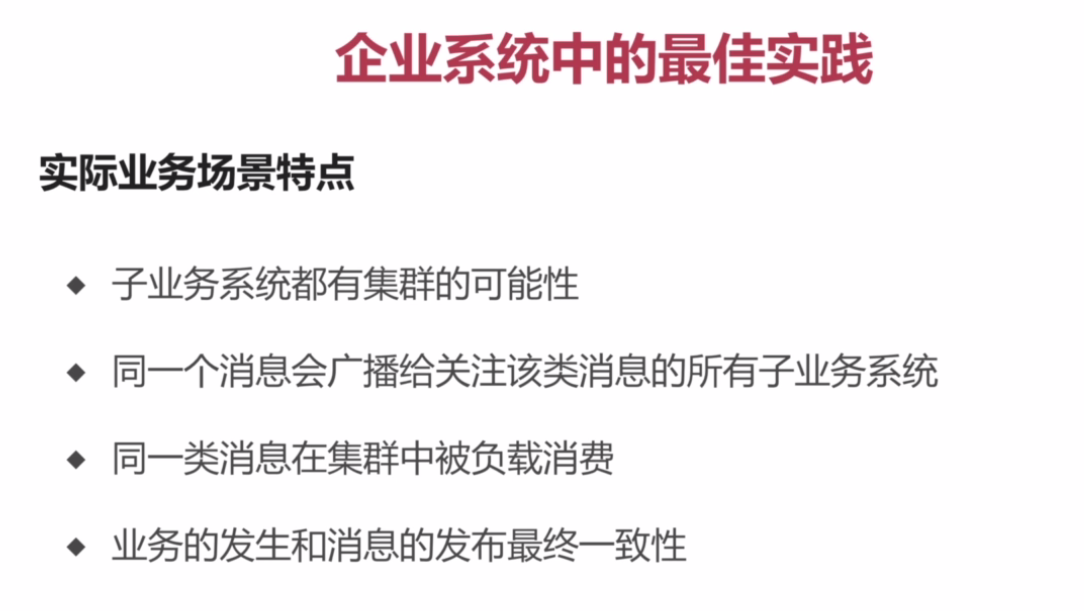 企业系统中的最佳实践
实际业务场景特点
◆ 子业务系统都有集群的可能性
◆ 同一个消息会广播给关注该类消息的所有子业务系统
◆ 同一类消息在集群中被负载消费
◆ 业务的发生和消息的发布最终一致性